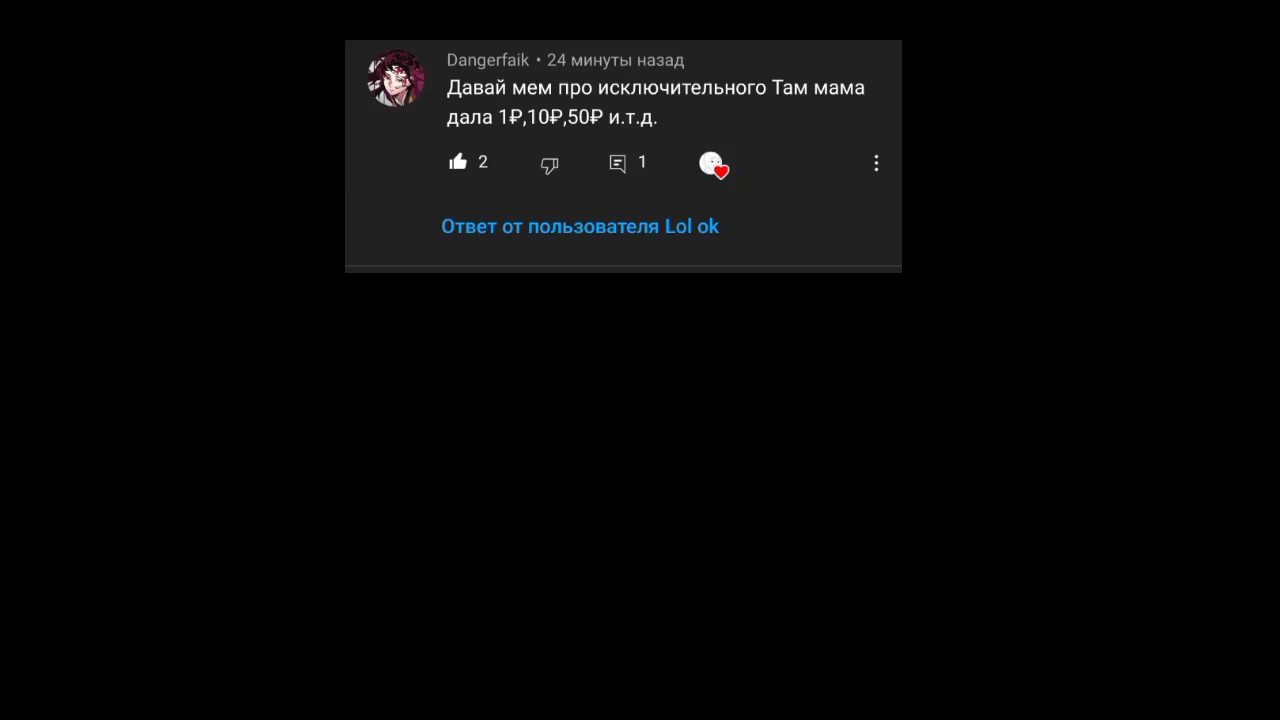 Dangerfaik • 24 минуты назад
Давай мем про исключительного Там мама
дала 1₽,10₽,50₽ и.т.д.
2 1
Ответ от пользователя Lol ok